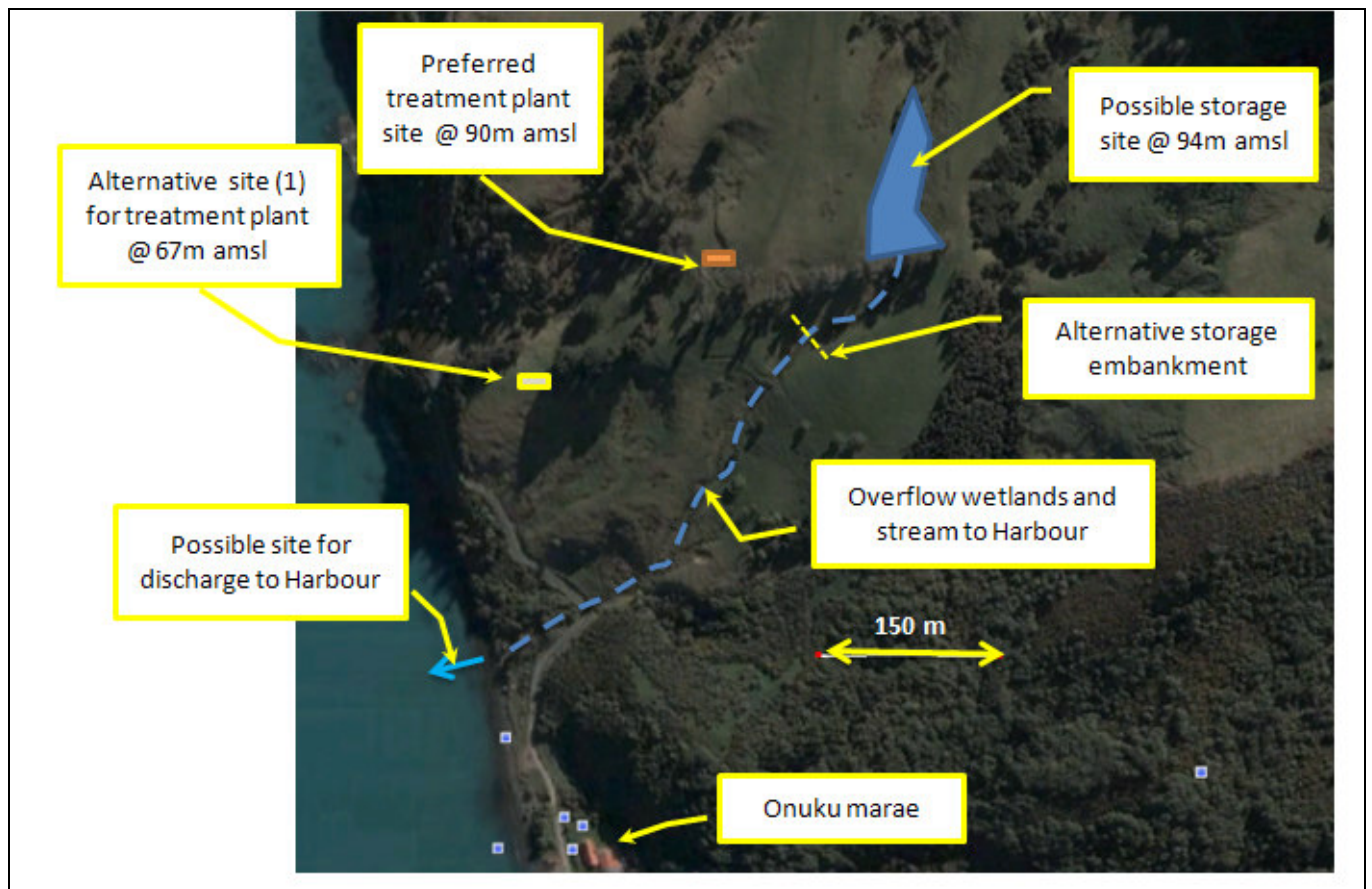 Preferred
treatment plant
site @ 90m amsl
Possible storage
site @ 94m amsl
Alternative site (1)
for treatment plant
@ 67m amsl
Alternative storage
embankment
Overflow wetlands and
stream to Harbour
Possible site for
discharge to Harbour
150 m
Onuku marae